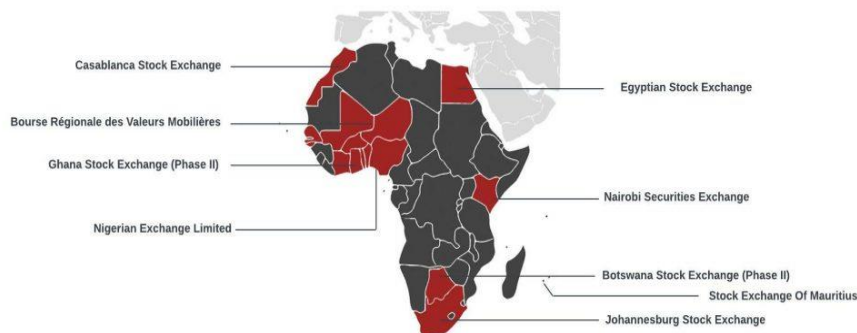 Casablanca Stock Exchange
Egyptian Stock Exchange
Bourse Régionale des Valeurs Mobilières
Ghana Stock Exchange (Phase II)
Nairobi Securities Exchange
Nigerian Exchange Limited
Botswana Stock Exchange (Phase II)
Stock Exchange Of Mauritius
Johannesburg Stock Exchange